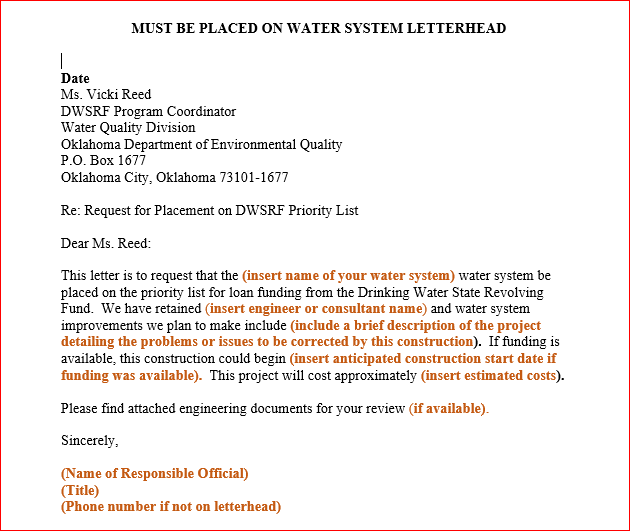 MUST BE PLACED ON WATER SYSTEM LETTERHEAD
Date
Ms. Vicki Reed
DWSRF Program Coordinator
Water Quality Division
Oklahoma Department of Environmental Quality
P.O. Box 1677
Oklahoma City, Oklahoma 73101-1677
Re: Request for Placement on DWSRF Priority List
Dear Ms. Reed:
This letter is to request that the (insert name of your water system) water system be
placed on the priority list for loan funding from the Drinking Water State Revolving
Fund.  We have retained (insert engineer or consultant name) and water system
improvements we plan to make include (include a brief description of the project
detailing the problems or issues to be corrected by this construction).  If funding is
available, this construction could begin (insert anticipated construction start date if
funding was available).  This project will cost approximately (insert estimated costs).
Please find attached engineering documents for your review (if available).
Sincerely,
(Name of Responsible Official)
(Title)
(Phone number if not on letterhead)